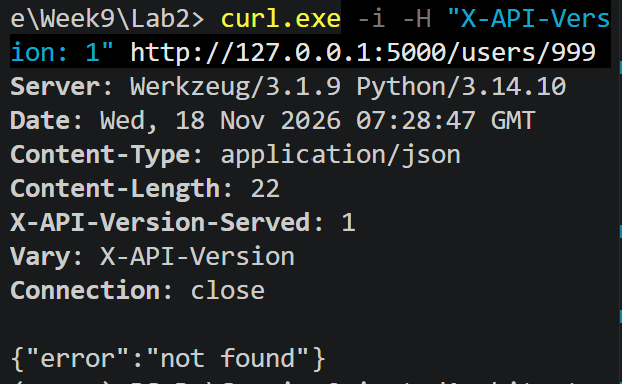 e\Week9\Lab2> curl.exe -i -H "X-API-Vers
ion: 1" http://127.0.0.1:5000/users/999
Server: Werkzeug/3.1.9 Python/3.14.10
Date: Wed, 18 Nov 2026 07:28:47 GMT
Content-Type: application/json
Content-Length: 22
X-API-Version-Served: 1
Vary: X-API-Version
Connection: close
{"error":"not found"}